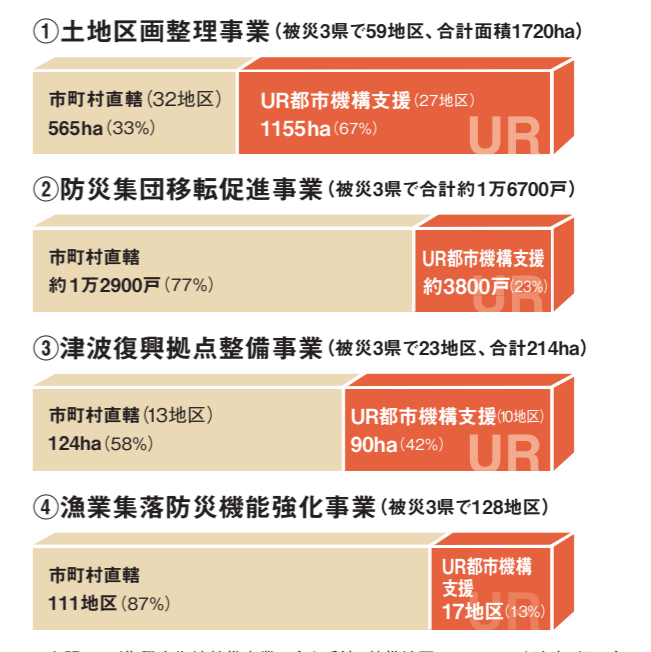 ①土地区画整理事業(被災3県で59地区、合計面積1720ha)
市町村直轄(32地区)
565ha(33%)
UR都市機構支援(27地区)
1155ha(67%)
UR
②防災集団移転促進事業(被災3県で合計約1万6700戸)
市町村直轄
約1万2900戸(77%)
UR都市機構支援
約3800戸(23%)
UR
③津波復興拠点整備事業(被災3県で23地区、合計214ha)
市町村直轄(13地区)
124ha(58%)
UR都市機構支援(10地区)
90ha(42%)
UR
④漁業集落防災機能強化事業(被災3県で128地区)
市町村直轄
111地区(87%)
UR都市機構
支援
17地区(13%)
UR